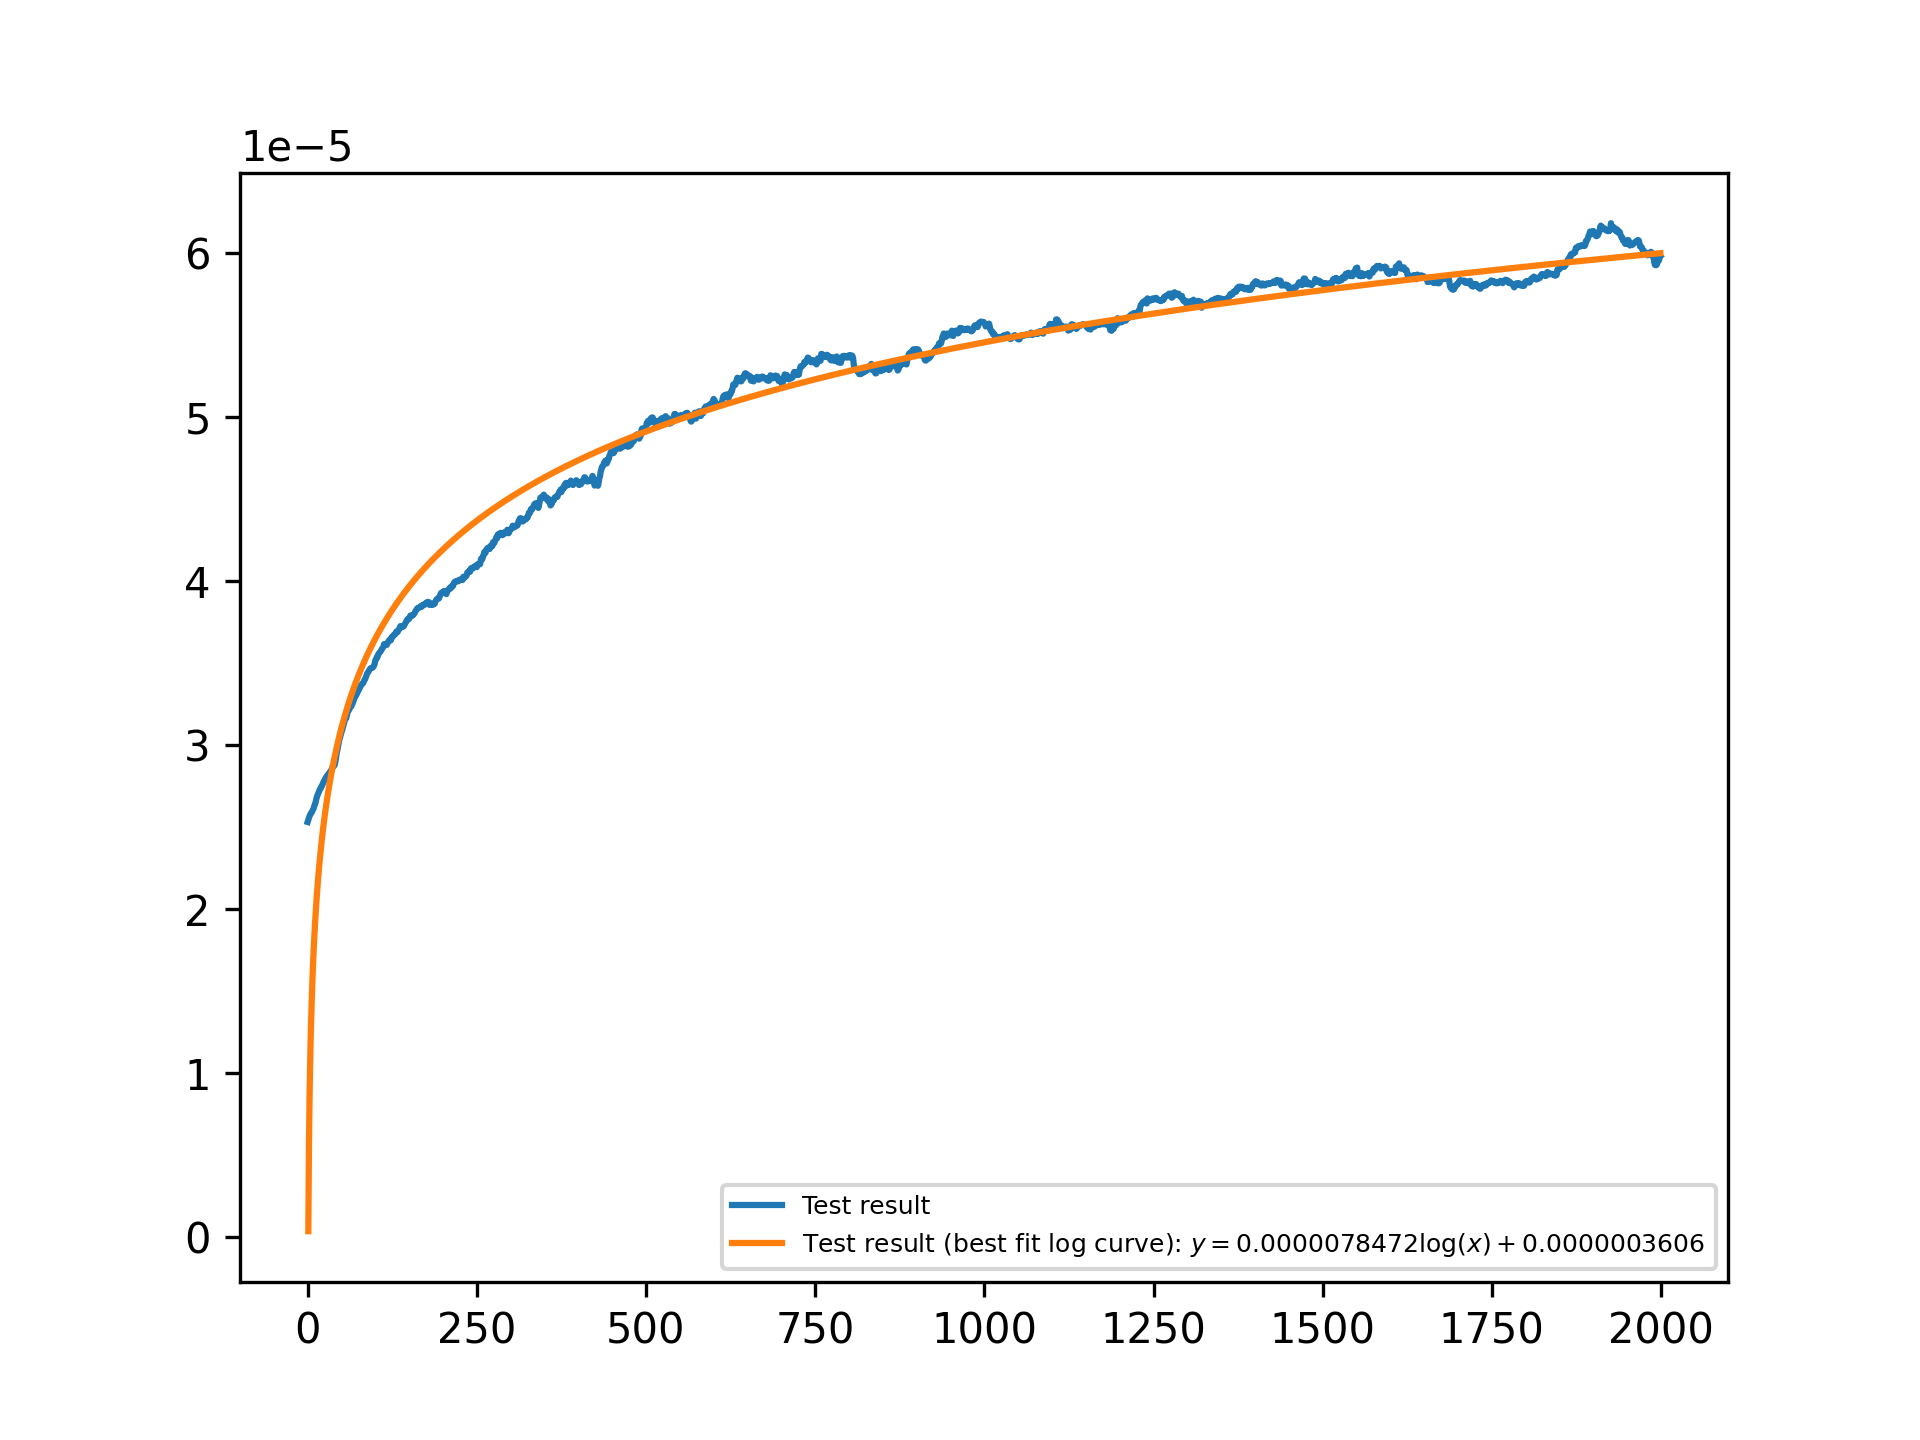 1e−5
6
5
4
3
2
1
0
Test result
Test result (best fit log curve): y = 0.0000078472log(x) + 0.0000003606
0 250 500 750 1000 1250 1500 1750 2000